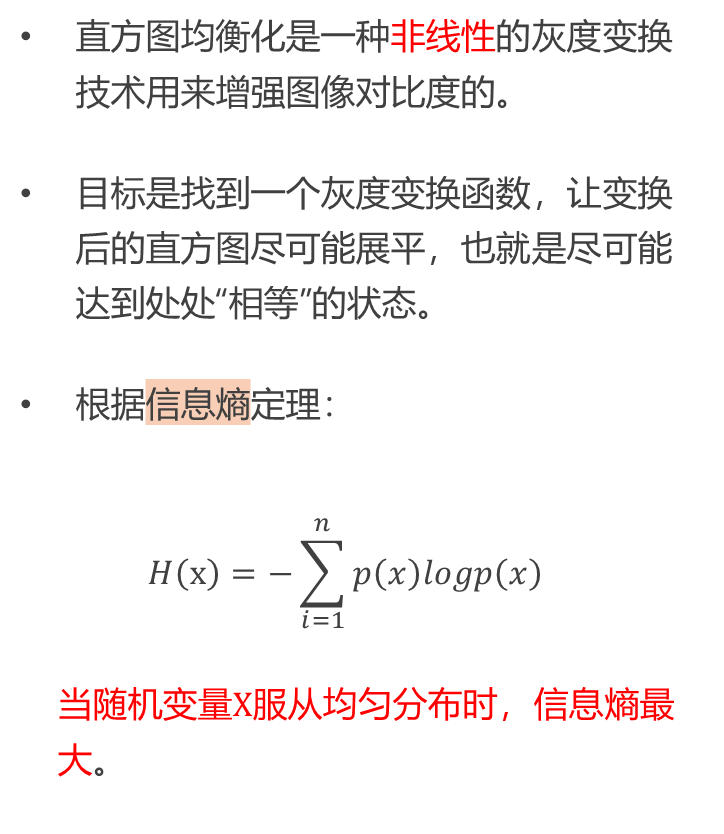 • 直方图均衡化是一种非线性的灰度变换
技术用来增强图像对比度的。
• 目标是找到一个灰度变换函数，让变换
后的直方图尽可能展平，也就是尽可能
达到处处“相等”的状态。
• 根据信息熵定理：
H(x) = −∑_{i=1}^{n} p(x)logp(x)
当随机变量X服从均匀分布时，信息熵最
大。